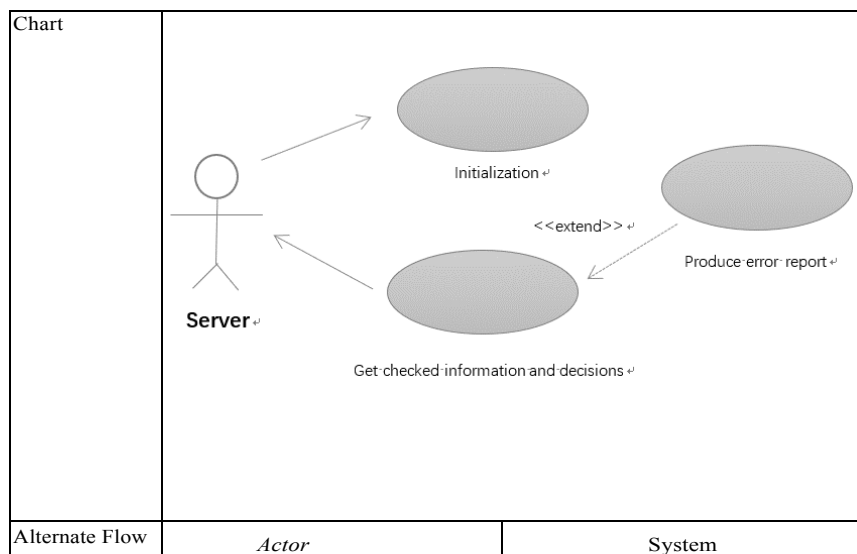 Chart
Initialization
<<extend>>
Produce error report
Server
Get checked information and decisions
Alternate Flow Actor System